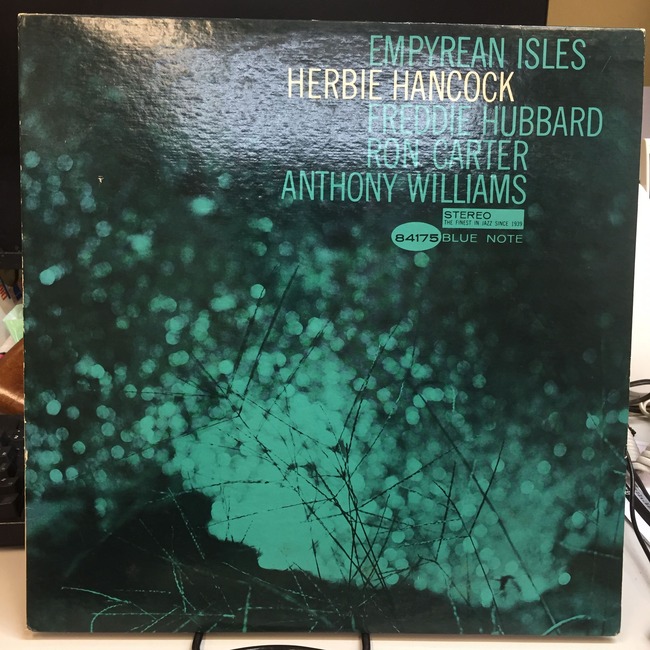 EMPYREAN ISLES
HERBIE HANCOCK
FREDDIE HUBBARD
RON CARTER
ANTHONY WILLIAMS
STEREO
THE FINEST IN JAZZ SINCE 1939
84175 BLUE NOTE